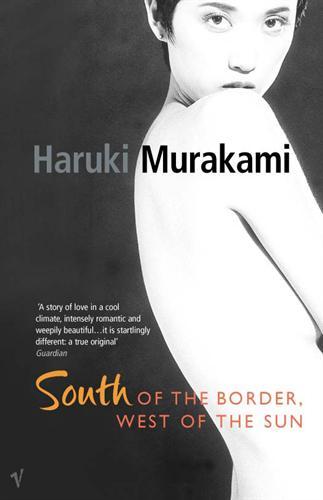 Haruki Murakami
'A story of love in a cool
climate, intensely romantic and
weepily beautiful...it is startlingly
different: a true original'
Guardian
South OF THE BORDER,
WEST OF THE SUN
V